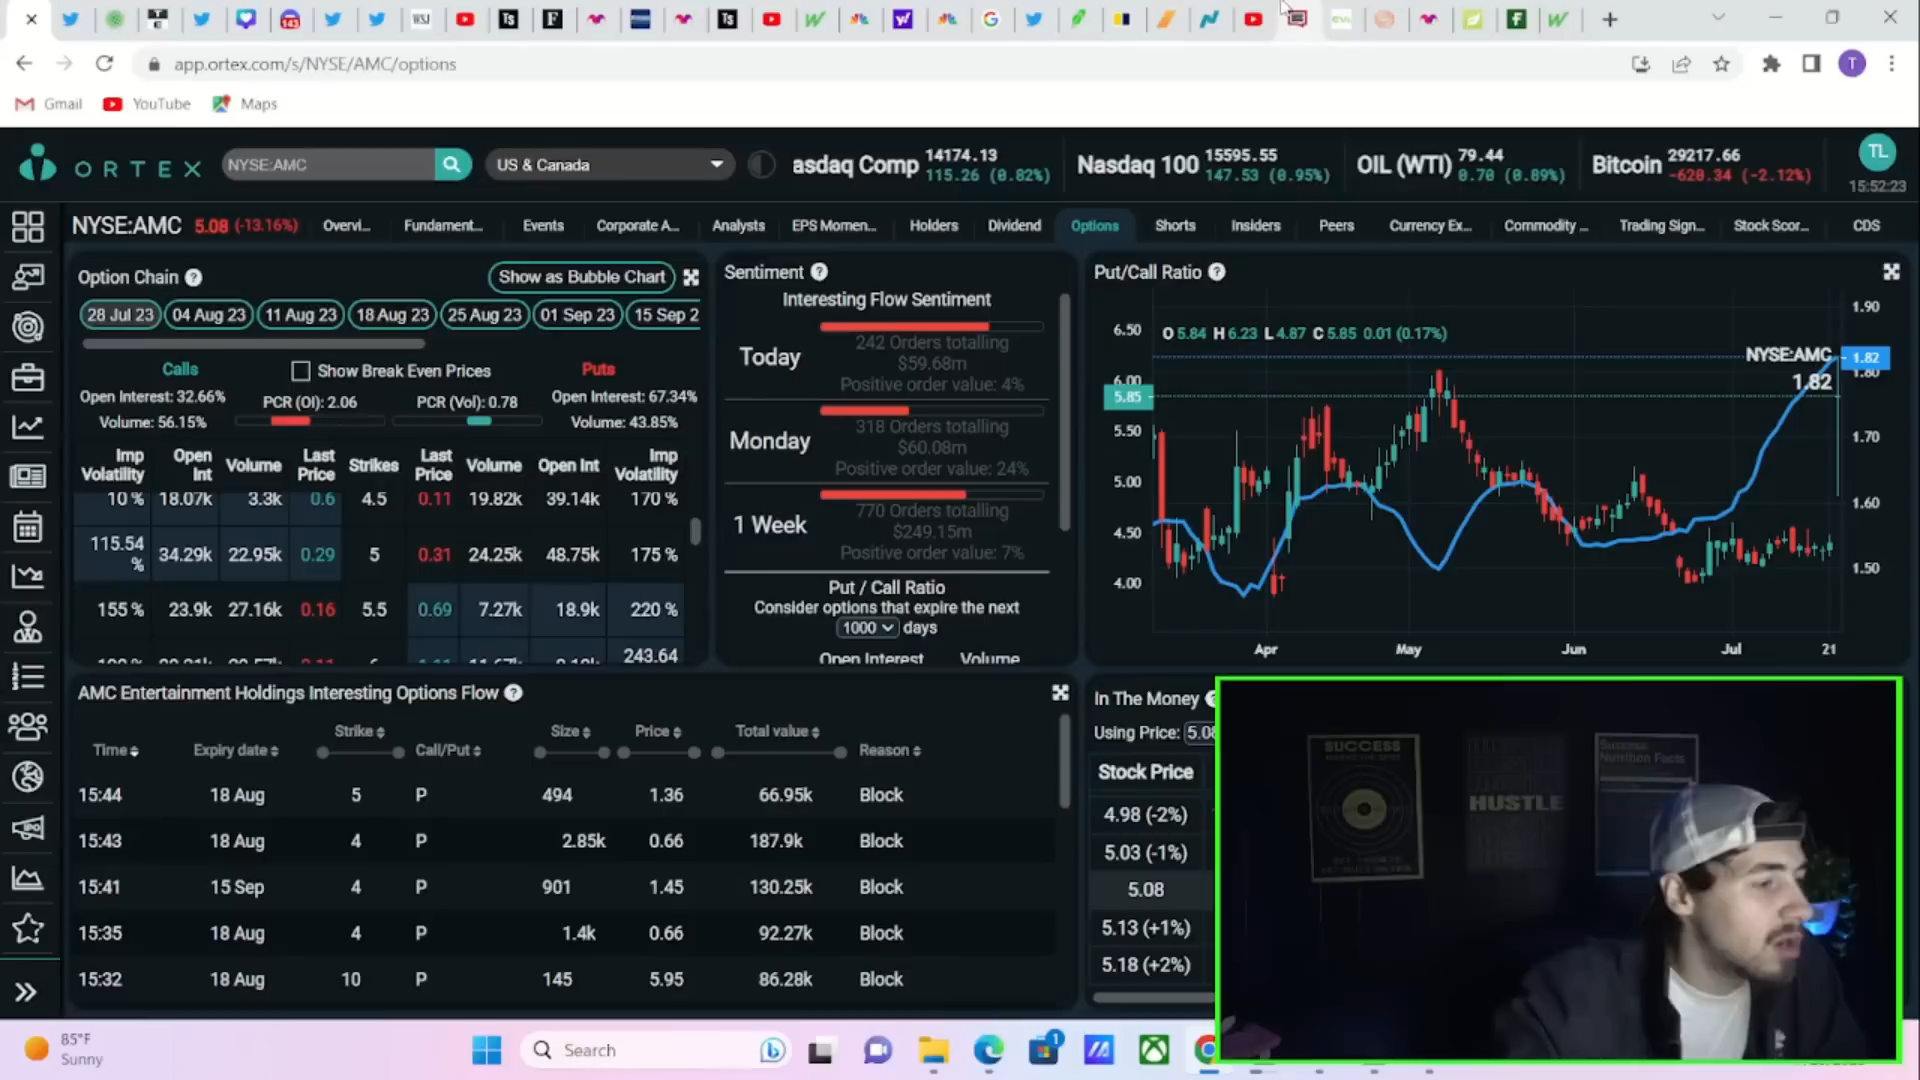 app.ortex.com/s/NYSE/AMC/options
Gmail YouTube Maps
ORTEX
NYSE:AMC
US & Canada
asdaq Comp 14174.13 115.26 (0.82%)
Nasdaq 100 15595.55 147.53 (0.95%)
OIL (WTI) 79.44 0.70 (0.89%)
Bitcoin 29217.66 -628.34 (-2.12%)
TL
15:52:23
NYSE:AMC 5.08 (-13.16%) Overvi... Fundament... Events Corporate A... Analysts EPS Momen... Holders Dividend Options Shorts Insiders Peers Currency Ex... Commodity ... Trading Sign... Stock Scor... CDS
Option Chain ? Show as Bubble Chart
28 Jul 23 04 Aug 23 11 Aug 23 18 Aug 23 25 Aug 23 01 Sep 23 15 Sep 2
Calls Show Break Even Prices Puts
Open Interest: 32.66% PCR (OI): 2.06 PCR (Vol): 0.78 Open Interest: 67.34%
Volume: 56.15% Volume: 43.85%
Imp Volatility Open Int Volume Last Price Strikes Last Price Volume Open Int Imp Volatility
10 % 18.07k 3.3k 0.6 4.5 0.11 19.82k 39.14k 170 %
115.54 % 34.29k 22.95k 0.29 5 0.31 24.25k 48.75k 175 %
155 % 23.9k 27.16k 0.16 5.5 0.69 7.27k 18.9k 220 %
243.64
Sentiment ?
Interesting Flow Sentiment
Today
242 Orders totalling
$59.68m
Positive order value: 4%
Monday
318 Orders totalling
$60.08m
Positive order value: 24%
1 Week
770 Orders totalling
$249.15m
Positive order value: 7%
Put / Call Ratio
Consider options that expire the next
1000 days
Open Interest Volume
Put/Call Ratio ?
O 5.84 H 6.23 L 4.87 C 5.85 0.01 (0.17%)
NYSE:AMC 1.82
1.82
6.50
6.00
5.85
5.50
5.00
4.50
4.00
1.90
1.80
1.70
1.60
1.50
Apr May Jun Jul 21
AMC Entertainment Holdings Interesting Options Flow ?
Time Expiry date Strike Call/Put Size Price Total value Reason
15:44 18 Aug 5 P 494 1.36 66.95k Block
15:43 18 Aug 4 P 2.85k 0.66 187.9k Block
15:41 15 Sep 4 P 901 1.45 130.25k Block
15:35 18 Aug 4 P 1.4k 0.66 92.27k Block
15:32 18 Aug 10 P 145 5.95 86.28k Block
In The Money
Using Price: 5.08
Stock Price
4.98 (-2%)
5.03 (-1%)
5.08
5.13 (+1%)
5.18 (+2%)
SUCCESS
HUSTLE
Success
Nutrition Facts
85°F
Sunny
Search